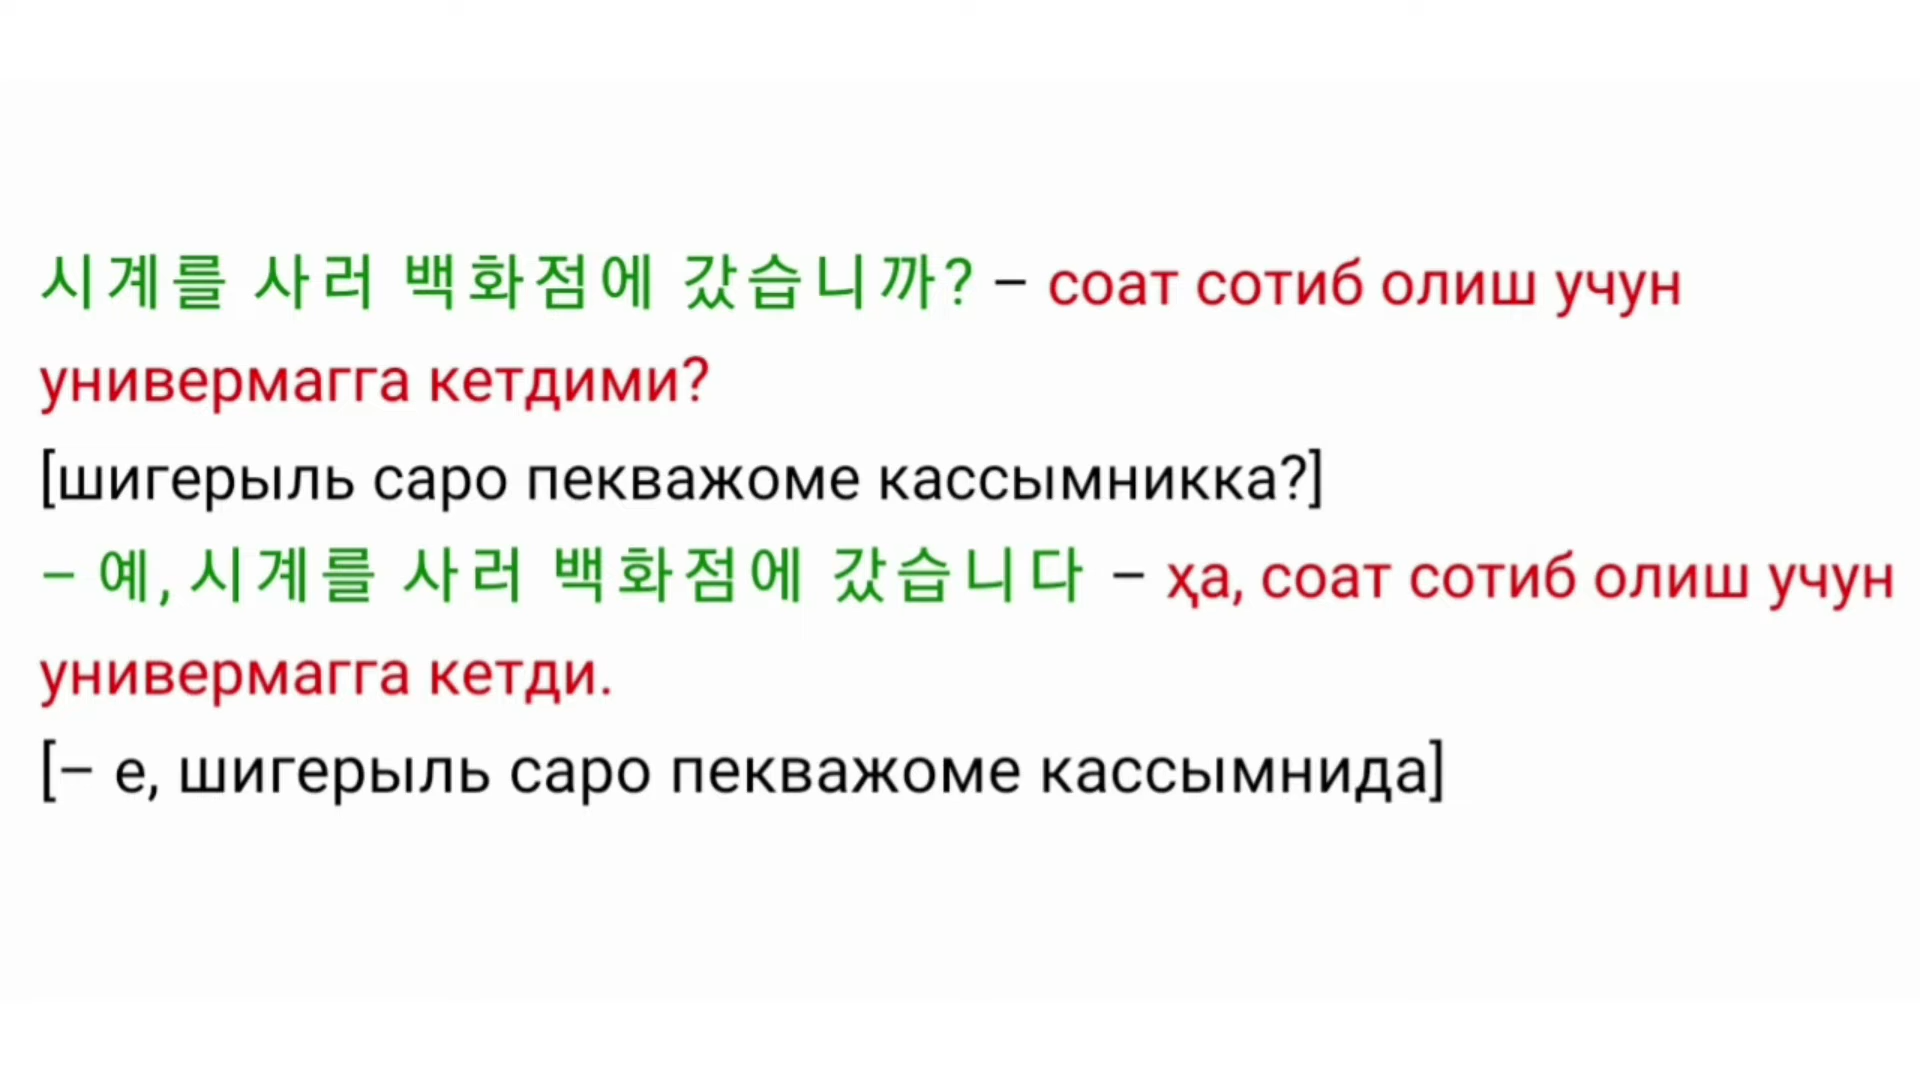 시계를 사러 백화점에 갔습니까? – соат сотиб олиш учун
универмагга кетдими?
[шигерыль саро пекважоме кассымникка?]
– 예, 시계를 사러 백화점에 갔습니다 – ҳа, соат сотиб олиш учун
универмагга кетди.
[– е, шигерыль саро пекважоме кассымнида]